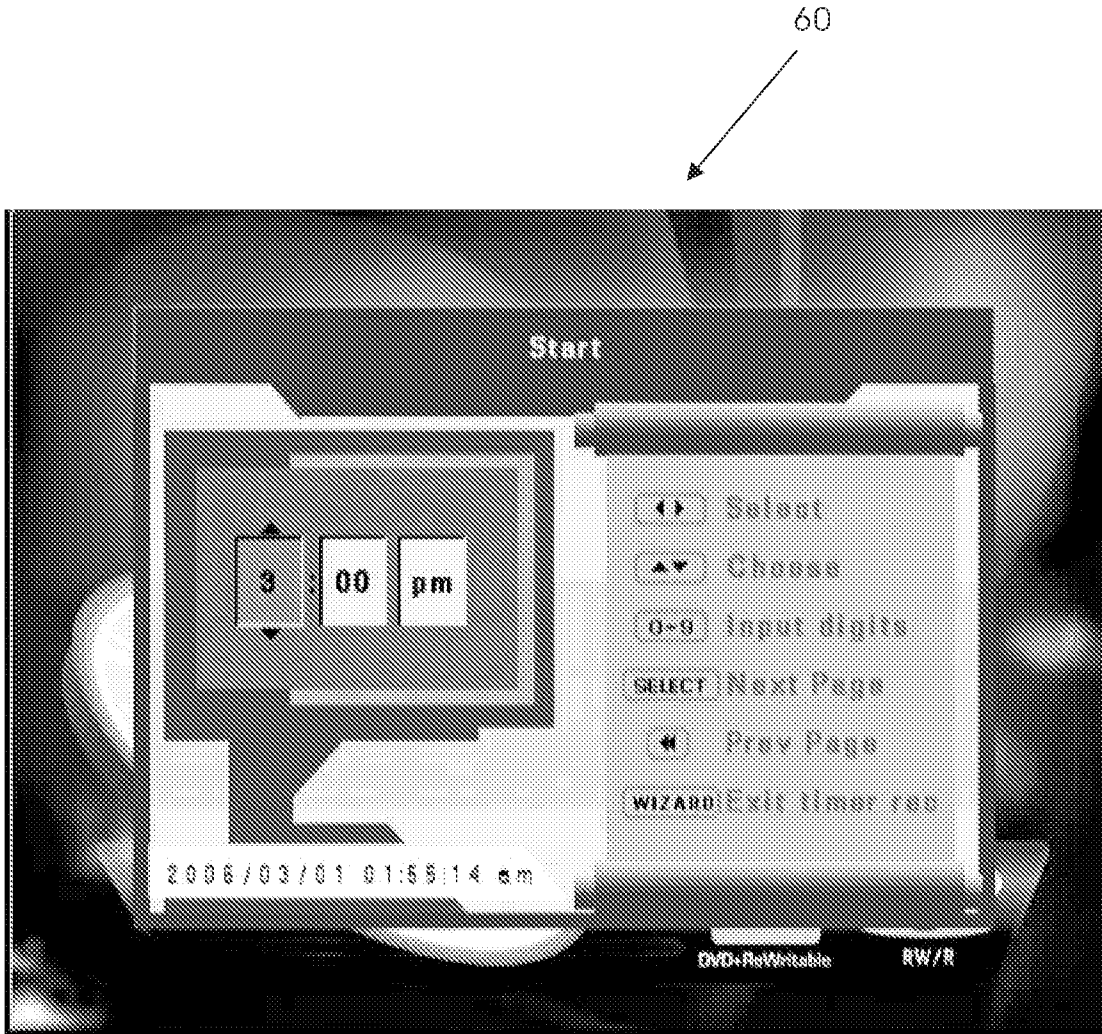 60
Start
3 : 00 pm
Select
Choose
0-9 Input digits
SELECT Next Page
Prev Page
WIZARD Exit timer rec
2006/03/01 01:55:14 am
DVD+ReWritable
RW/R